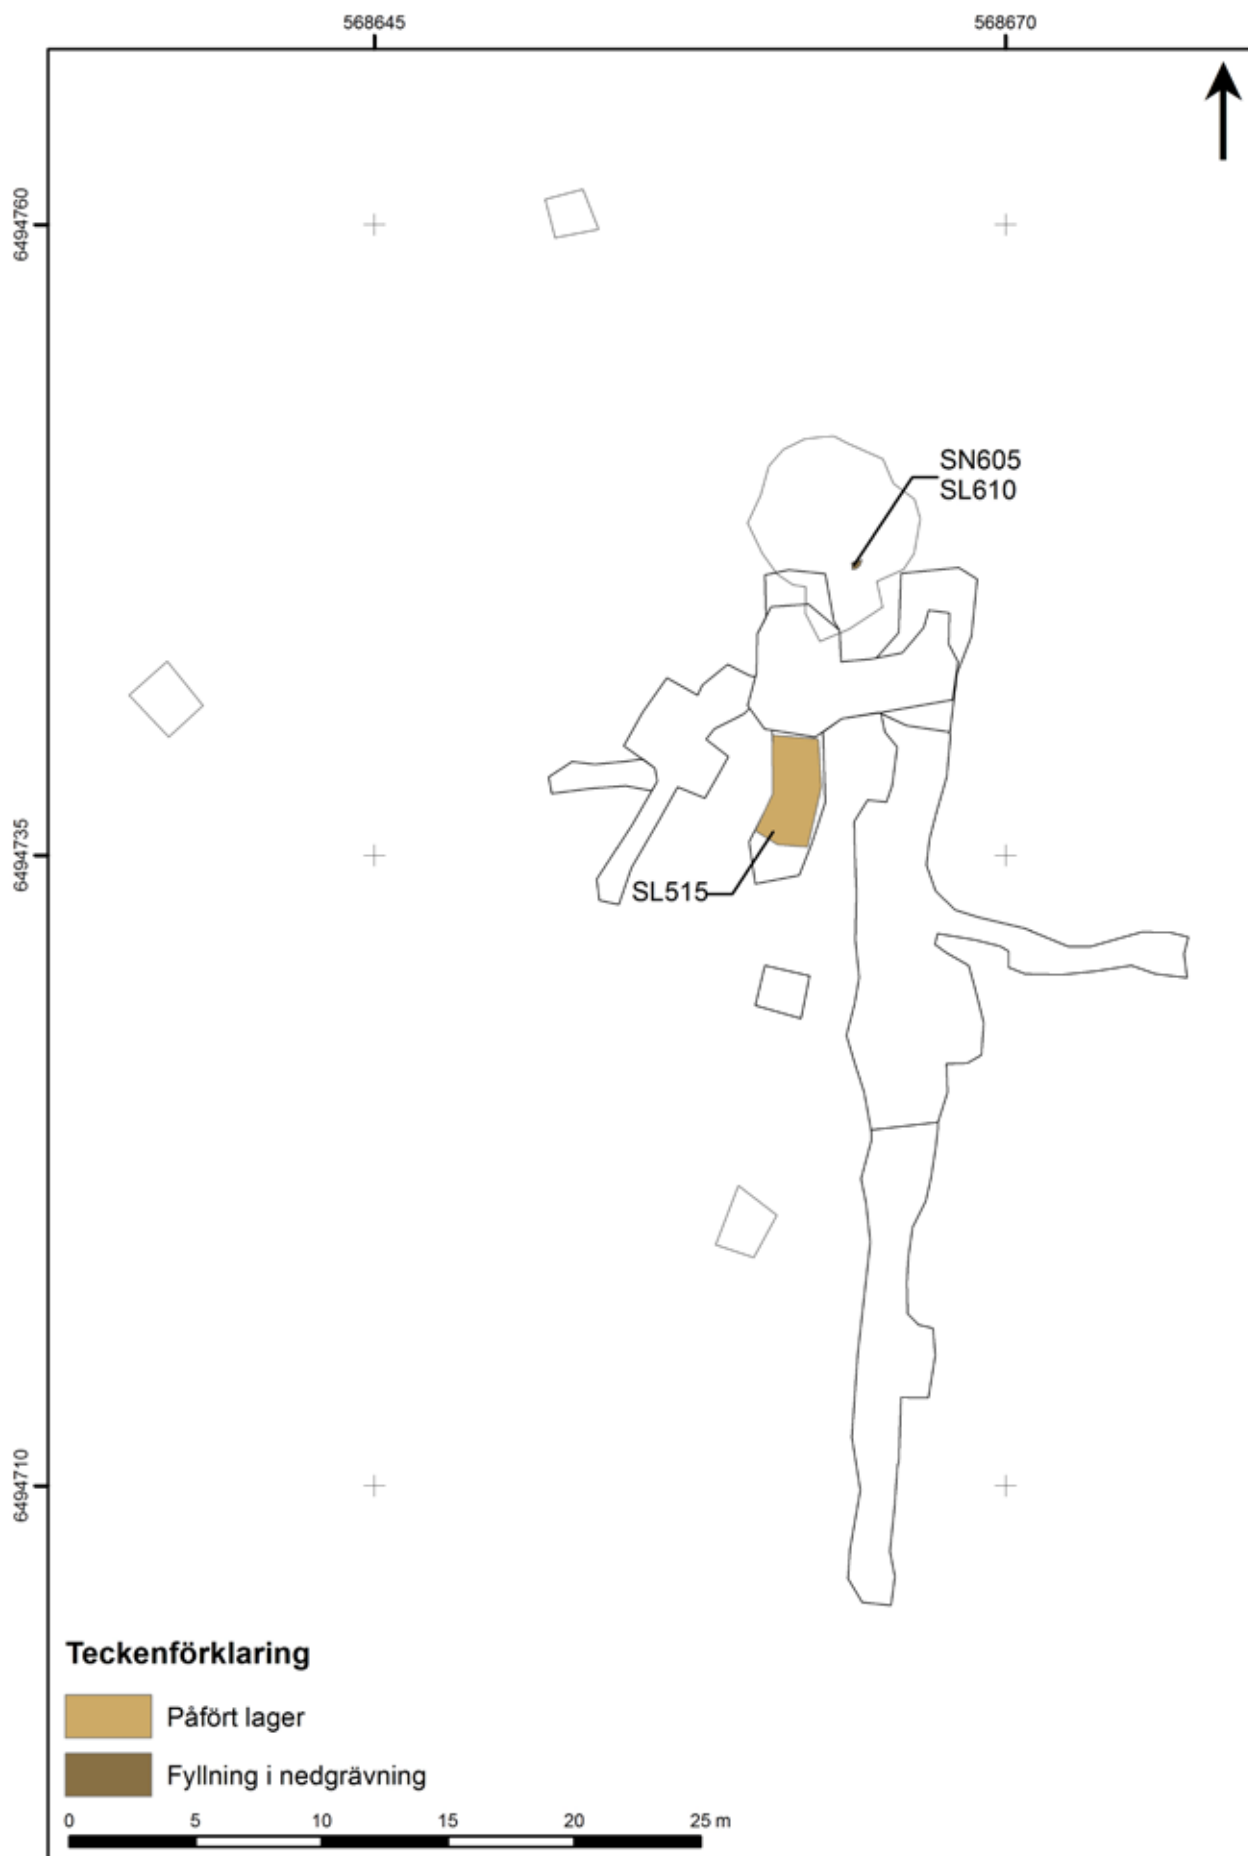 568645
568670
6494760
SN605
SL610
6494735
SL515
6494710
Teckenförklaring
Påfört lager
Fyllning i nedgrävning
0 5 10 15 20 25 m